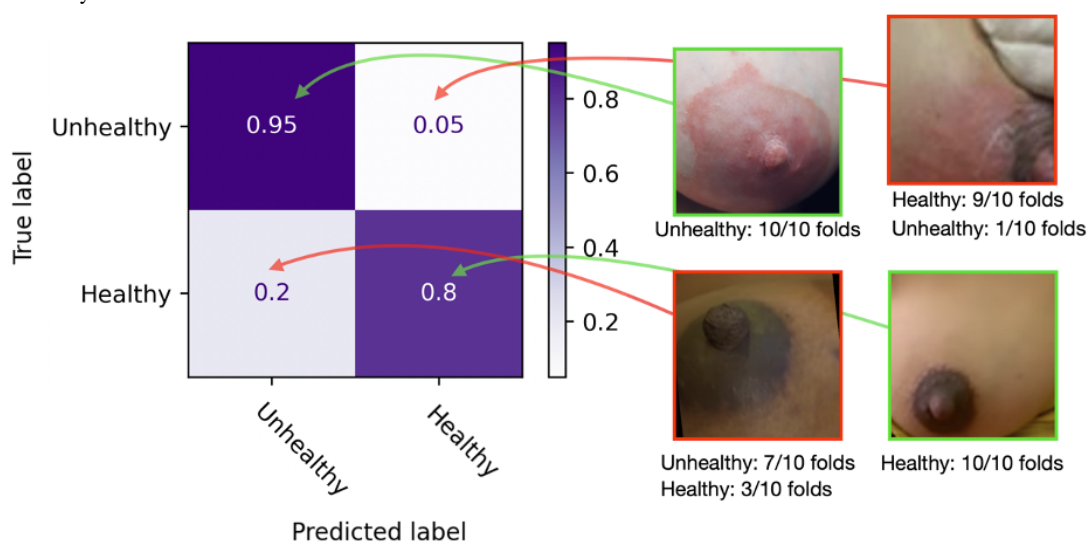 0.8
0.6
0.4
0.2
True label
Unhealthy
0.95
0.05
Healthy
0.2
0.8
Unhealthy
Healthy
Predicted label
Unhealthy: 10/10 folds
Healthy: 9/10 folds
Unhealthy: 1/10 folds
Unhealthy: 7/10 folds
Healthy: 3/10 folds
Healthy: 10/10 folds